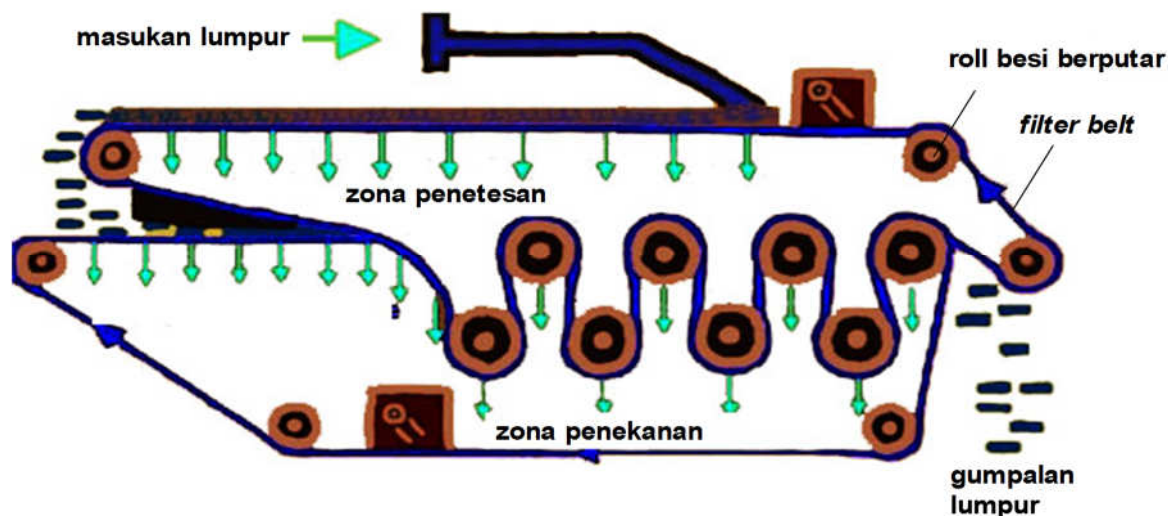 masukan lumpur
roll besi berputar
filter belt
zona penetesan
zona penekanan
gumpalan
lumpur